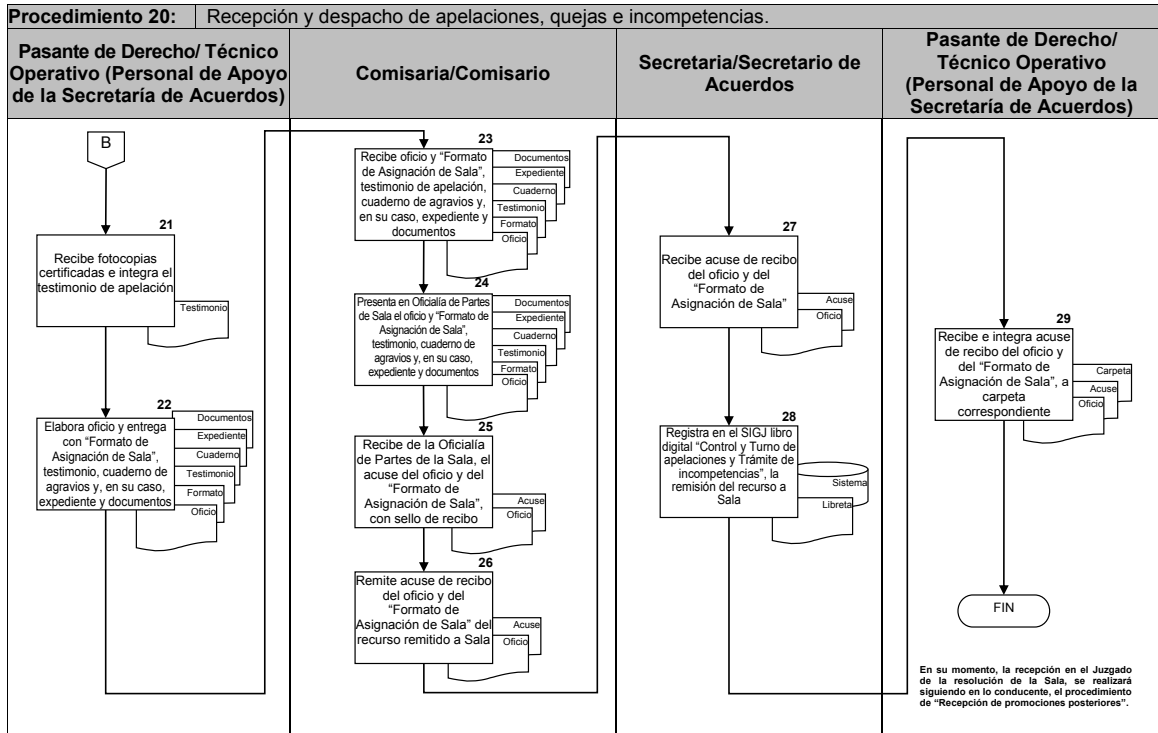 Procedimiento 20: Recepción y despacho de apelaciones, quejas e incompetencias.
Pasante de Derecho/ Técnico
Operativo (Personal de Apoyo
de la Secretaría de Acuerdos)
Comisaria/Comisario
Secretaria/Secretario de
Acuerdos
Pasante de Derecho/
Técnico Operativo
(Personal de Apoyo de la
Secretaría de Acuerdos)
B
21
Recibe fotocopias
certificadas e integra el
testimonio de apelación
Testimonio
22
Elabora oficio y entrega
con “Formato de
Asignación de Sala”,
testimonio, cuaderno de
agravios y, en su caso,
expediente y documentos
Documentos
Expediente
Cuaderno
Testimonio
Formato
Oficio
23
Recibe oficio y “Formato
de Asignación de Sala”,
testimonio de apelación,
cuaderno de agravios y,
en su caso, expediente y
documentos
Documentos
Expediente
Cuaderno
Testimonio
Formato
Oficio
24
Presenta en Oficialía de Partes
de Sala el oficio y “Formato de
Asignación de Sala”,
testimonio, cuaderno de
agravios y, en su caso,
expediente y documentos
Documentos
Expediente
Cuaderno
Testimonio
Formato
Oficio
25
Recibe de la Oficialía
de Partes de la Sala, el
acuse del oficio y del
“Formato de
Asignación de Sala”,
con sello de recibo
Acuse
Oficio
26
Remite acuse de recibo
del oficio y del
“Formato de
Asignación de Sala” del
recurso remitido a Sala
Acuse
Oficio
27
Recibe acuse de recibo
del oficio y del
“Formato de
Asignación de Sala”
Acuse
Oficio
28
Registra en el SIGJ libro
digital “Control y Turno de
apelaciones y Trámite de
incompetencias”, la
remisión del recurso a
Sala
Sistema
Libreta
29
Recibe e integra acuse
de recibo del oficio y
del “Formato de
Asignación de Sala”, a
carpeta
correspondiente
Carpeta
Acuse
Oficio
FIN
En su momento, la recepción en el Juzgado
de la resolución de la Sala, se realizará
siguiendo en lo conducente, el procedimiento
de “Recepción de promociones posteriores”.